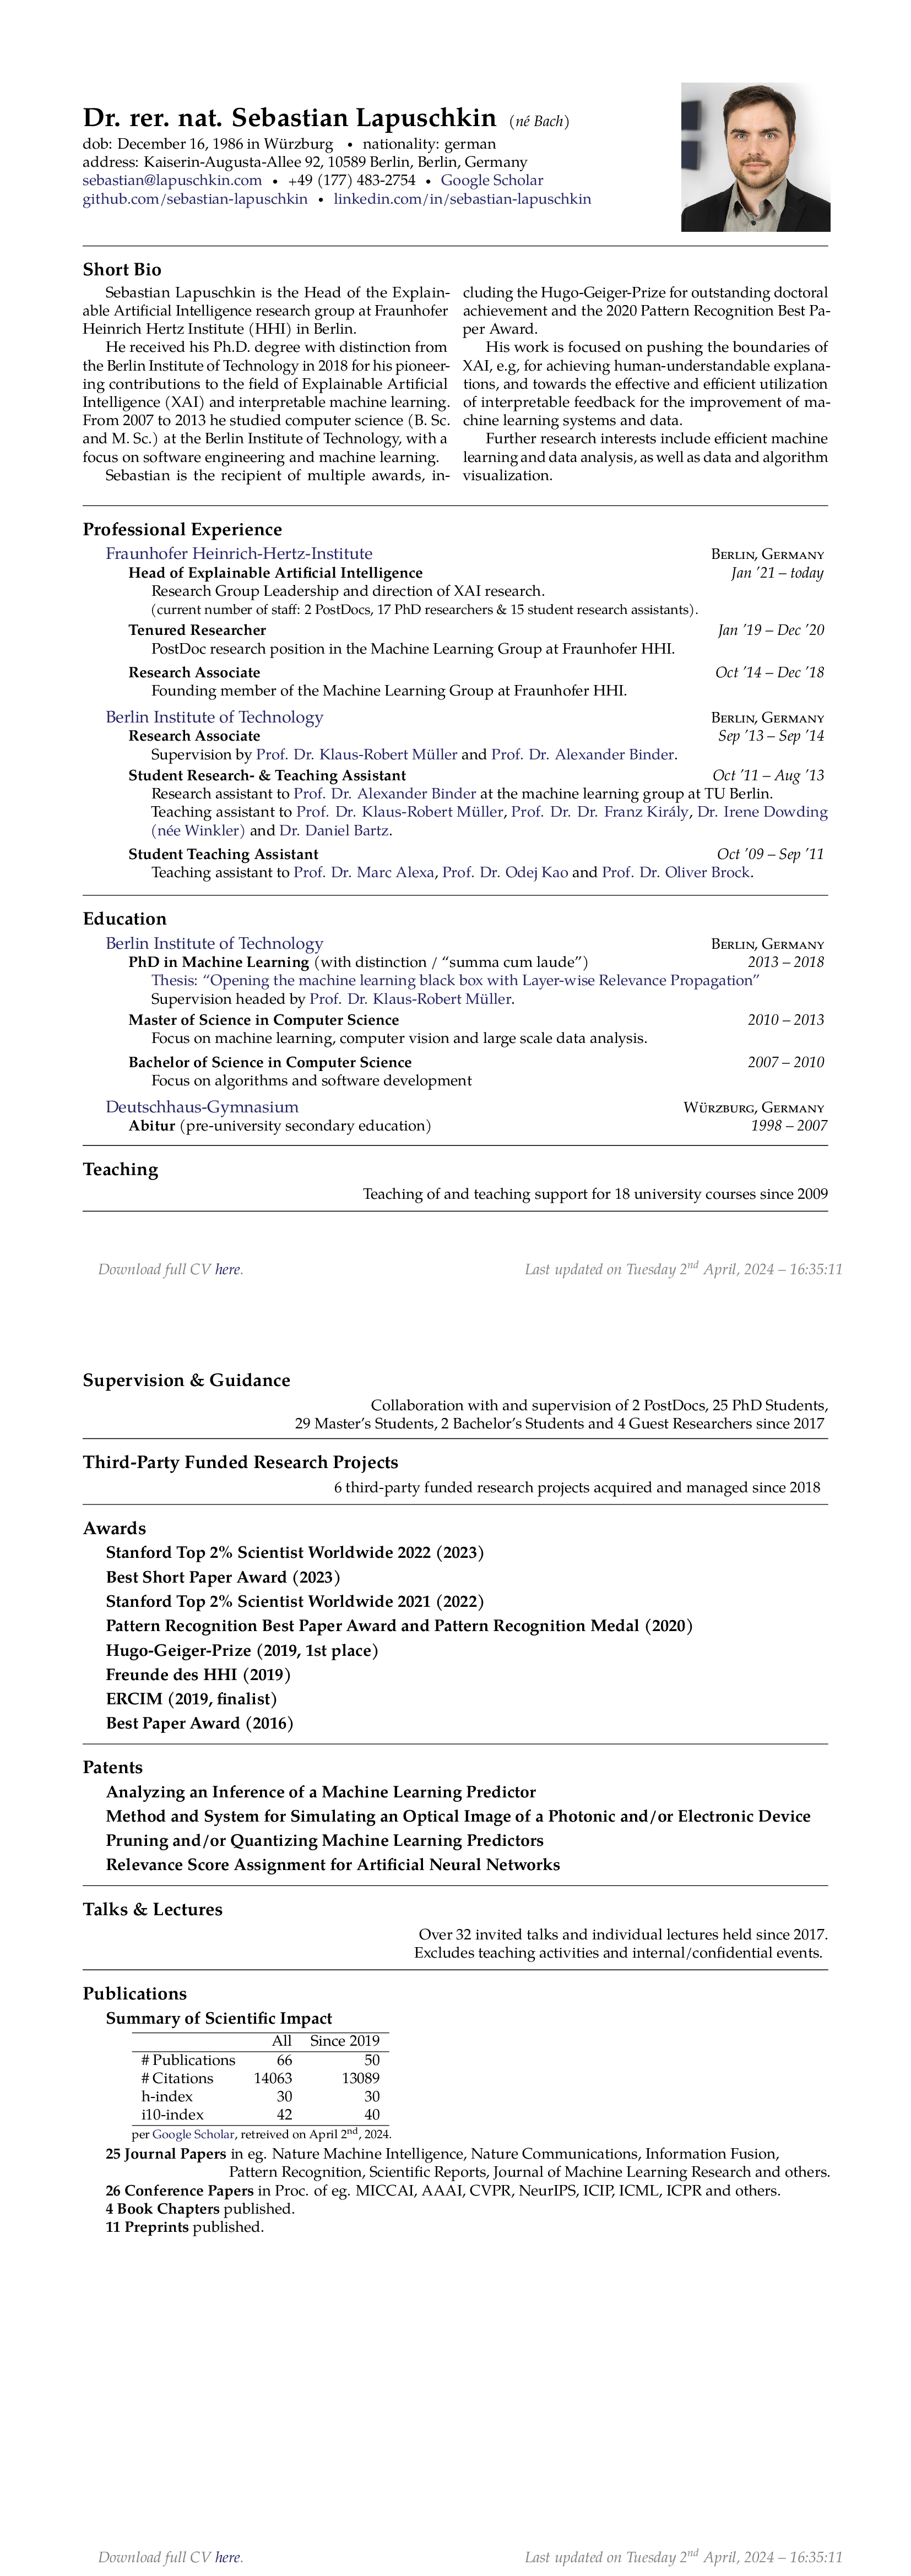 Dr. rer. nat. Sebastian Lapuschkin (né Bach)
dob: December 16, 1986 in Würzburg • nationality: german
address: Kaiserin-Augusta-Allee 92, 10589 Berlin, Berlin, Germany
sebastian@lapuschkin.com • +49 (177) 483-2754 • Google Scholar
github.com/sebastian-lapuschkin • linkedin.com/in/sebastian-lapuschkin
Short Bio
Sebastian Lapuschkin is the Head of the Explain-
able Artificial Intelligence research group at Fraunhofer
Heinrich Hertz Institute (HHI) in Berlin.
He received his Ph.D. degree with distinction from
the Berlin Institute of Technology in 2018 for his pioneer-
ing contributions to the field of Explainable Artificial
Intelligence (XAI) and interpretable machine learning.
From 2007 to 2013 he studied computer science (B. Sc.
and M. Sc.) at the Berlin Institute of Technology, with a
focus on software engineering and machine learning.
Sebastian is the recipient of multiple awards, in-
cluding the Hugo-Geiger-Prize for outstanding doctoral
achievement and the 2020 Pattern Recognition Best Pa-
per Award.
His work is focused on pushing the boundaries of
XAI, e.g, for achieving human-understandable explana-
tions, and towards the effective and efficient utilization
of interpretable feedback for the improvement of ma-
chine learning systems and data.
Further research interests include efficient machine
learning and data analysis, as well as data and algorithm
visualization.
Professional Experience
Fraunhofer Heinrich-Hertz-Institute Berlin, Germany
Head of Explainable Artificial Intelligence Jan '21 – today
Research Group Leadership and direction of XAI research.
(current number of staff: 2 PostDocs, 17 PhD researchers & 15 student research assistants).
Tenured Researcher Jan '19 – Dec '20
PostDoc research position in the Machine Learning Group at Fraunhofer HHI.
Research Associate Oct '14 – Dec '18
Founding member of the Machine Learning Group at Fraunhofer HHI.
Berlin Institute of Technology Berlin, Germany
Research Associate Sep '13 – Sep '14
Supervision by Prof. Dr. Klaus-Robert Müller and Prof. Dr. Alexander Binder.
Student Research- & Teaching Assistant Oct '11 – Aug '13
Research assistant to Prof. Dr. Alexander Binder at the machine learning group at TU Berlin.
Teaching assistant to Prof. Dr. Klaus-Robert Müller, Prof. Dr. Dr. Franz Király, Dr. Irene Dowding
(née Winkler) and Dr. Daniel Bartz.
Student Teaching Assistant Oct '09 – Sep '11
Teaching assistant to Prof. Dr. Marc Alexa, Prof. Dr. Odej Kao and Prof. Dr. Oliver Brock.
Education
Berlin Institute of Technology Berlin, Germany
PhD in Machine Learning (with distinction / “summa cum laude”) 2013 – 2018
Thesis: “Opening the machine learning black box with Layer-wise Relevance Propagation”
Supervision headed by Prof. Dr. Klaus-Robert Müller.
Master of Science in Computer Science 2010 – 2013
Focus on machine learning, computer vision and large scale data analysis.
Bachelor of Science in Computer Science 2007 – 2010
Focus on algorithms and software development
Deutschhaus-Gymnasium Würzburg, Germany
Abitur (pre-university secondary education) 1998 – 2007
Teaching
Teaching of and teaching support for 18 university courses since 2009
Download full CV here. Last updated on Tuesday 2nd April, 2024 – 16:35:11
Supervision & Guidance
Collaboration with and supervision of 2 PostDocs, 25 PhD Students,
29 Master's Students, 2 Bachelor's Students and 4 Guest Researchers since 2017
Third-Party Funded Research Projects
6 third-party funded research projects acquired and managed since 2018
Awards
Stanford Top 2% Scientist Worldwide 2022 (2023)
Best Short Paper Award (2023)
Stanford Top 2% Scientist Worldwide 2021 (2022)
Pattern Recognition Best Paper Award and Pattern Recognition Medal (2020)
Hugo-Geiger-Prize (2019, 1st place)
Freunde des HHI (2019)
ERCIM (2019, finalist)
Best Paper Award (2016)
Patents
Analyzing an Inference of a Machine Learning Predictor
Method and System for Simulating an Optical Image of a Photonic and/or Electronic Device
Pruning and/or Quantizing Machine Learning Predictors
Relevance Score Assignment for Artificial Neural Networks
Talks & Lectures
Over 32 invited talks and individual lectures held since 2017.
Excludes teaching activities and internal/confidential events.
Publications
Summary of Scientific Impact
All Since 2019
# Publications 66 50
# Citations 14063 13089
h-index 30 30
i10-index 42 40
per Google Scholar, retreived on April 2nd, 2024.
25 Journal Papers in eg. Nature Machine Intelligence, Nature Communications, Information Fusion,
Pattern Recognition, Scientific Reports, Journal of Machine Learning Research and others.
26 Conference Papers in Proc. of eg. MICCAI, AAAI, CVPR, NeurIPS, ICIP, ICML, ICPR and others.
4 Book Chapters published.
11 Preprints published.
Download full CV here. Last updated on Tuesday 2nd April, 2024 – 16:35:11